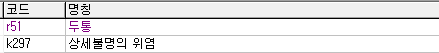 코드 명칭
r51 두통
k297 상세불명의 위염